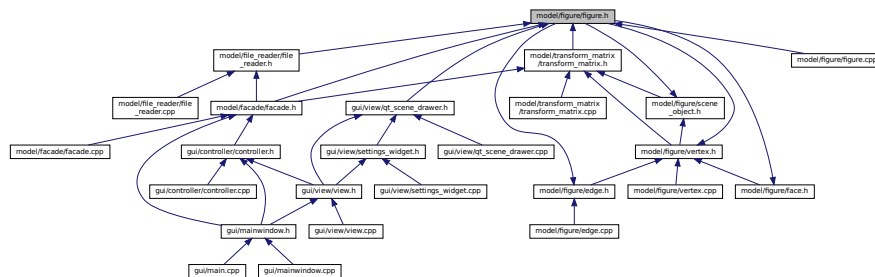 model/figure/figure.h
model/file_reader/file
_reader.h
model/transform_matrix
/transform_matrix.h
model/figure/figure.cpp
model/file_reader/file
_reader.cpp
model/facade/facade.h
gui/view/qt_scene_drawer.h
model/transform_matrix
/transform_matrix.cpp
model/figure/scene
_object.h
model/facade/facade.cpp
gui/controller/controller.h
gui/view/settings_widget.h
gui/view/qt_scene_drawer.cpp
model/figure/vertex.h
gui/controller/controller.cpp
gui/view/view.h
gui/view/settings_widget.cpp
model/figure/edge.h
model/figure/vertex.cpp
model/figure/face.h
gui/mainwindow.h
gui/view/view.cpp
model/figure/edge.cpp
gui/main.cpp
gui/mainwindow.cpp